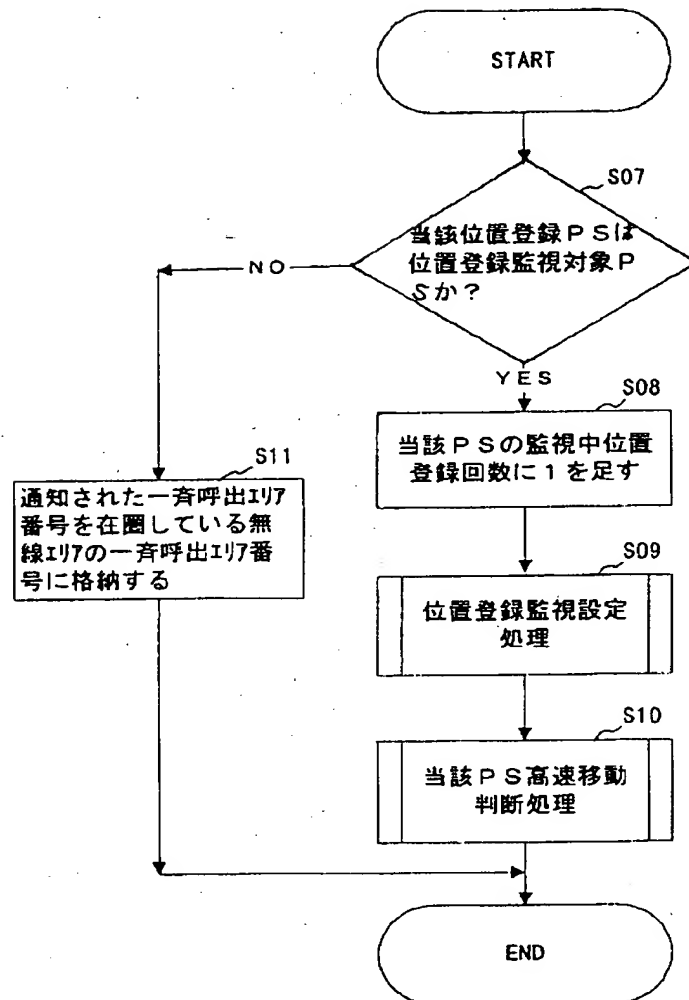 START
S07
当該位置登録ＰＳは
位置登録監視対象Ｐ
Ｓか？
NO
YES
S08
当該ＰＳの監視中位置
登録回数に１を足す
S11
通知された一斉呼出ｴﾘｱ
番号を在圏している無
線ｴﾘｱの一斉呼出ｴﾘｱ番
号に格納する
S09
位置登録監視設定
処理
S10
当該ＰＳ高速移動
判断処理
END